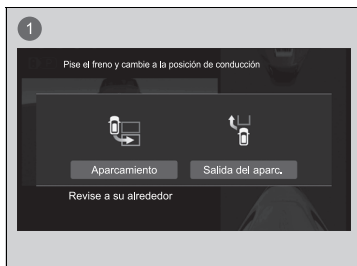 1
Pise el freno y cambie a la posición de conducción
Aparcamiento
Salida del aparc.
Revise a su alrededor